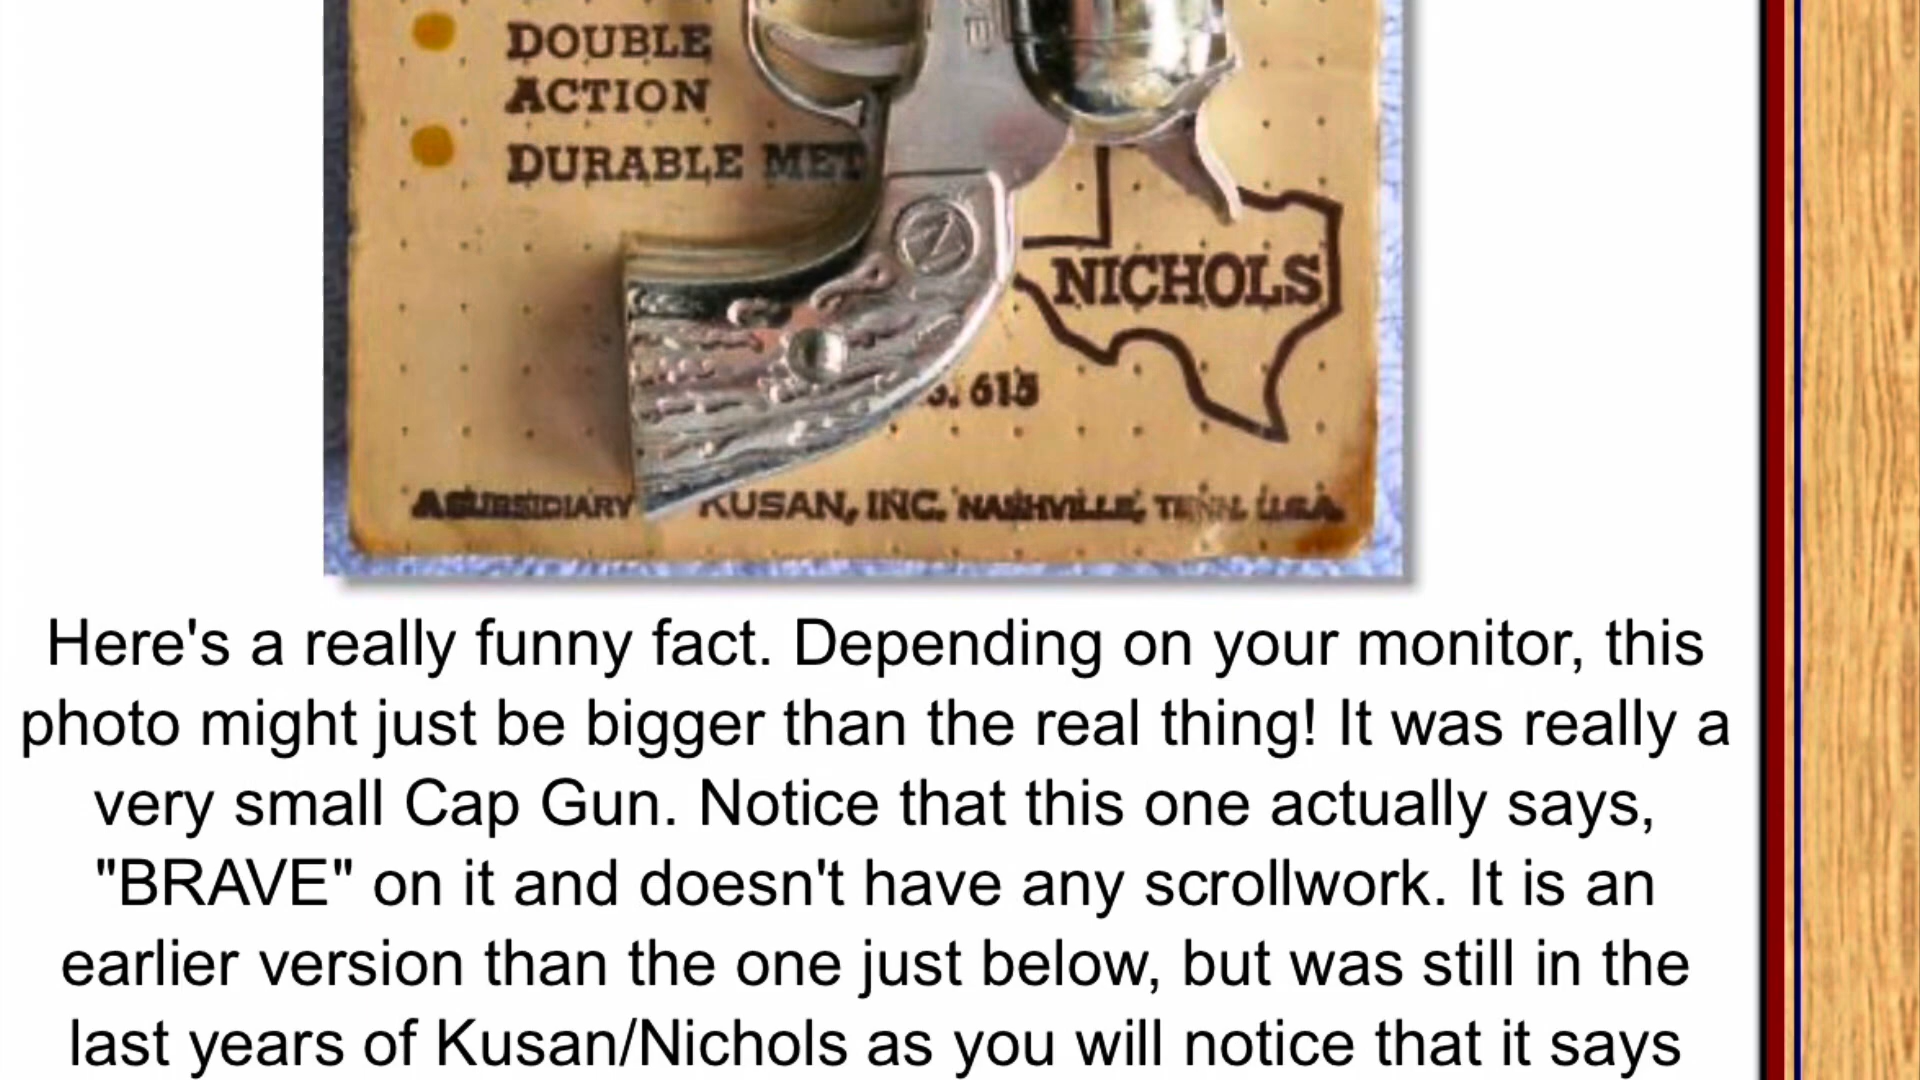 DOUBLE
ACTION
DURABLE MET
N
NICHOLS
. 615
A SUBSIDIARY KUSAN, INC. NASHVILLE, TENN. U.S.A.
Here's a really funny fact. Depending on your monitor, this
photo might just be bigger than the real thing! It was really a
very small Cap Gun. Notice that this one actually says,
"BRAVE" on it and doesn't have any scrollwork. It is an
earlier version than the one just below, but was still in the
last years of Kusan/Nichols as you will notice that it says